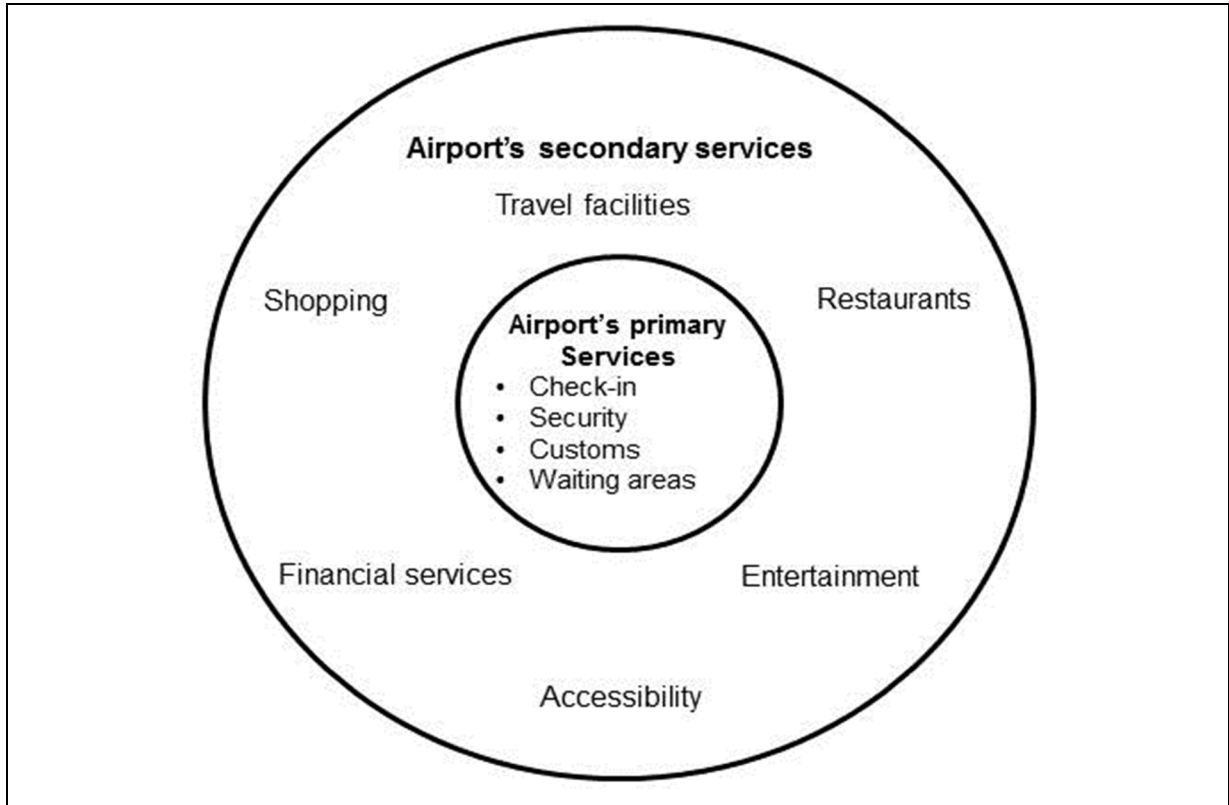 Airport's secondary services
Travel facilities
Shopping
Restaurants
Airport's primary
Services
• Check-in
• Security
• Customs
• Waiting areas
Financial services
Entertainment
Accessibility